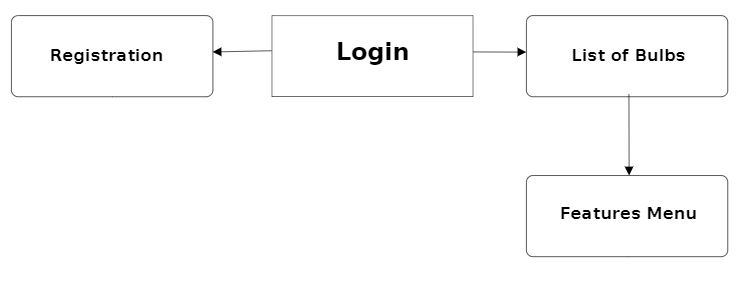 Registration
Login
List of Bulbs
Features Menu